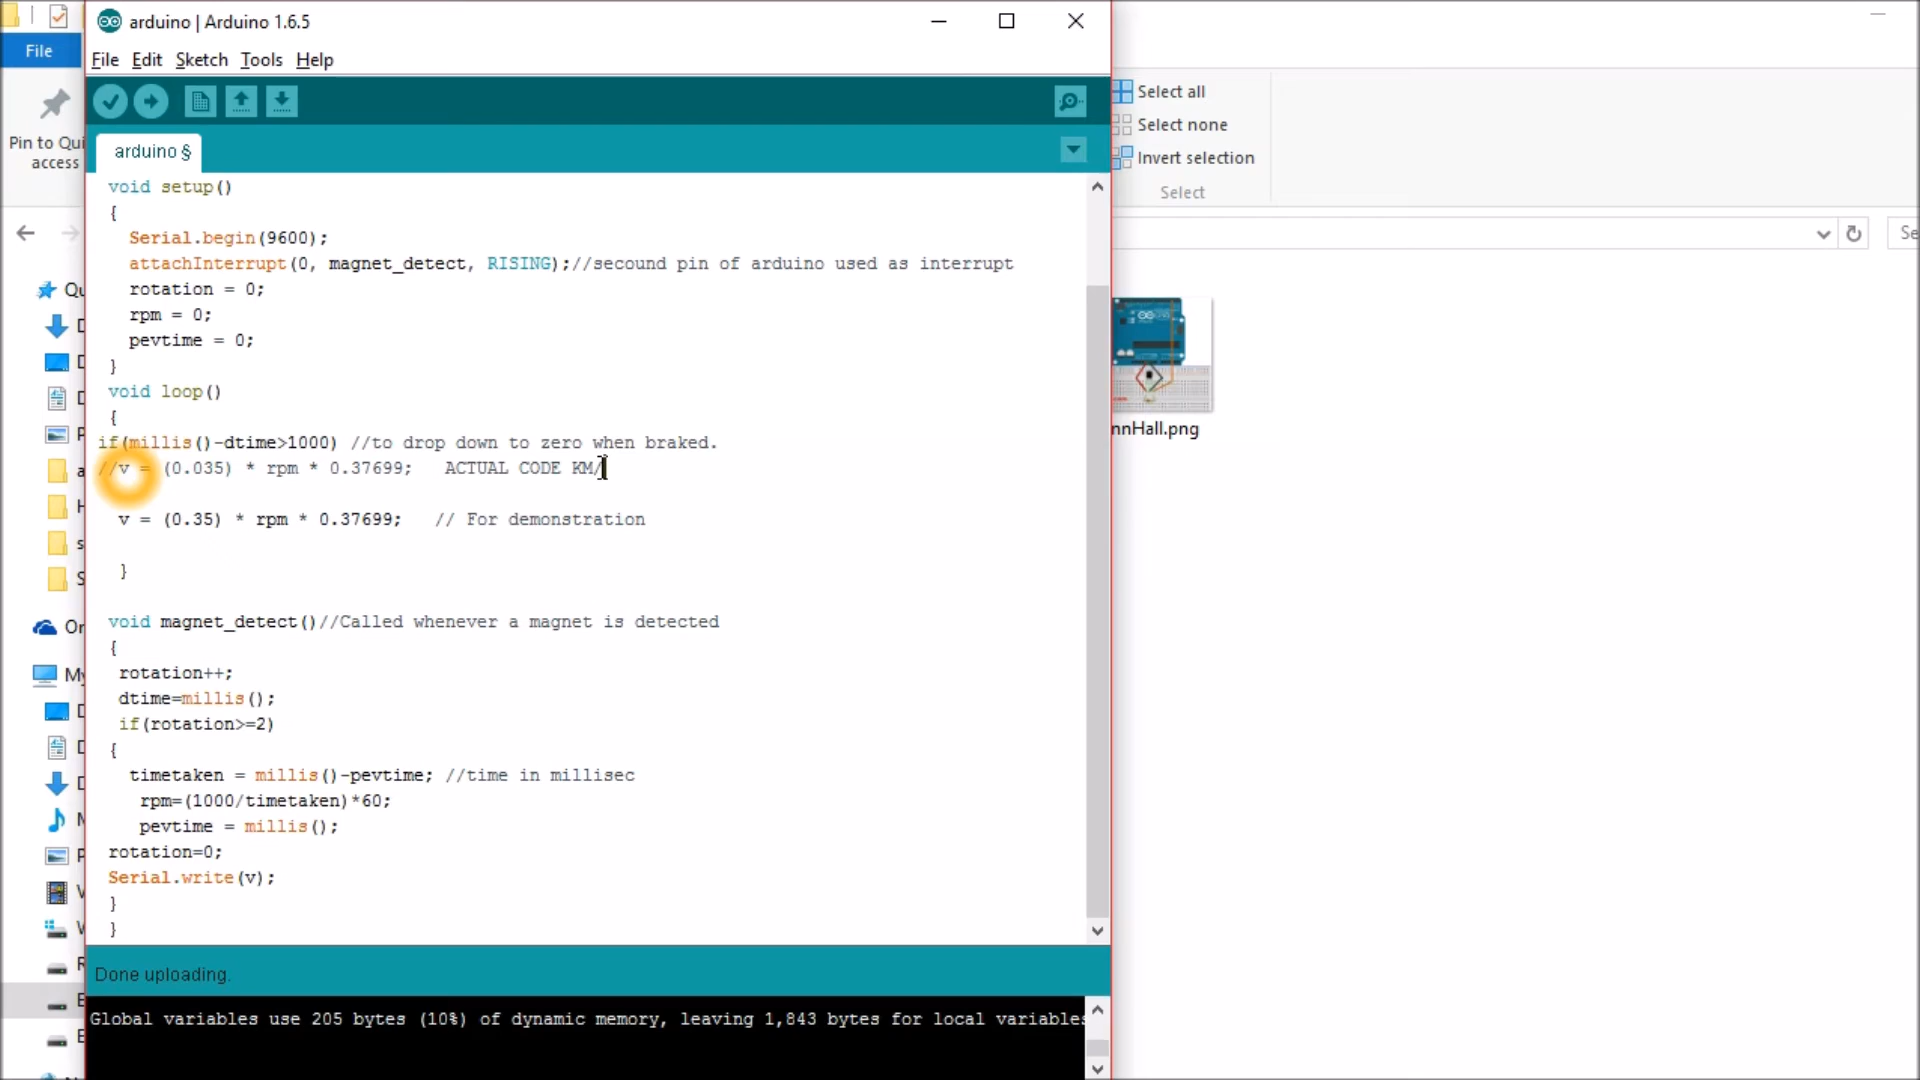 arduino | Arduino 1.6.5
File
File Edit Sketch Tools Help
Select all
Select none
Invert selection
Select
Pin to Qui
access
arduino §
void setup()
{
Serial.begin(9600);
attachInterrupt(0, magnet_detect, RISING);//secound pin of arduino used as interrupt
rotation = 0;
rpm = 0;
pevtime = 0;
}
void loop()
{
if(millis()-dtime>1000) //to drop down to zero when braked.
//v = (0.035) * rpm * 0.37699; ACTUAL CODE KM/
v = (0.35) * rpm * 0.37699; // For demonstration
}
void magnet_detect()//Called whenever a magnet is detected
{
rotation++;
dtime=millis();
if(rotation>=2)
{
timetaken = millis()-pevtime; //time in millisec
rpm=(1000/timetaken)*60;
pevtime = millis();
rotation=0;
Serial.write(v);
}
}
Done uploading.
Global variables use 205 bytes (10%) of dynamic memory, leaving 1,843 bytes for local variables
Se
nnHall.png
Qu
On
My